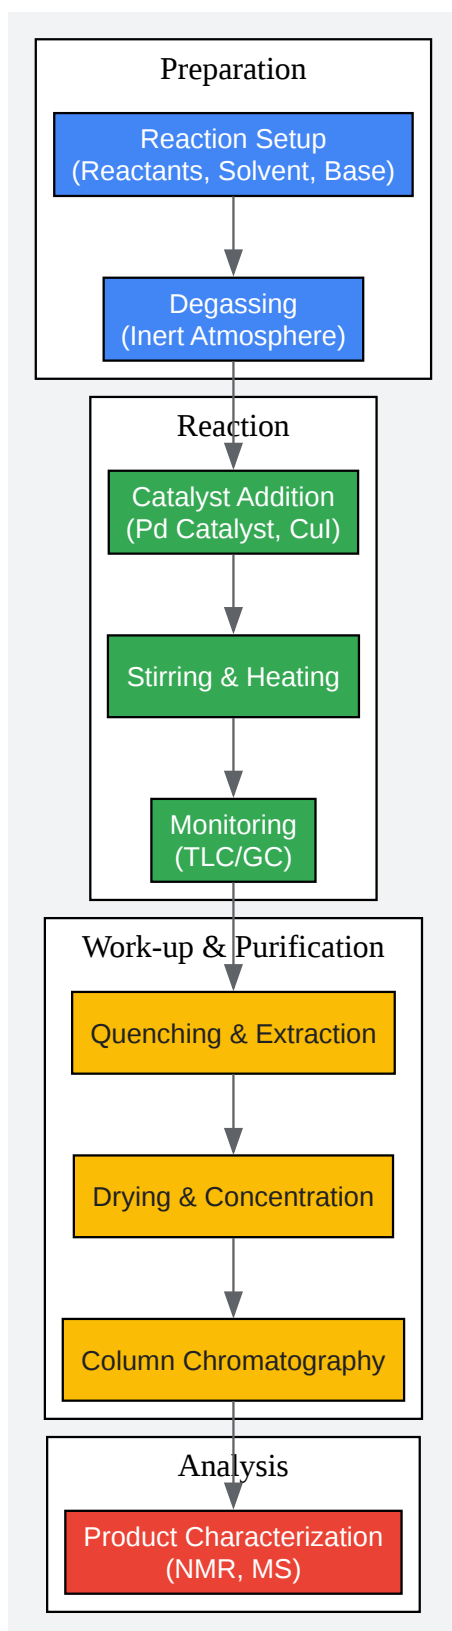 Preparation
Reaction Setup
(Reactants, Solvent, Base)
Degassing
(Inert Atmosphere)
Reaction
Catalyst Addition
(Pd Catalyst, CuI)
Stirring & Heating
Monitoring
(TLC/GC)
Work-up & Purification
Quenching & Extraction
Drying & Concentration
Column Chromatography
Analysis
Product Characterization
(NMR, MS)